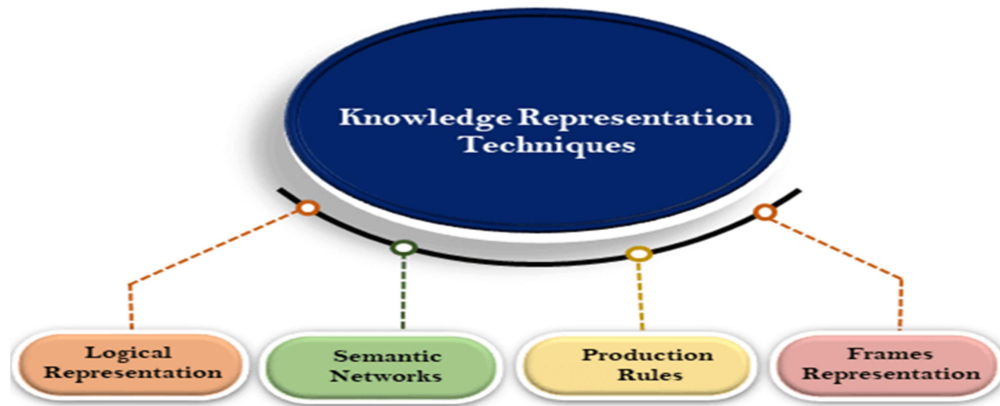 Knowledge Representation
Techniques
Logical
Representation
Semantic
Networks
Production
Rules
Frames
Representation